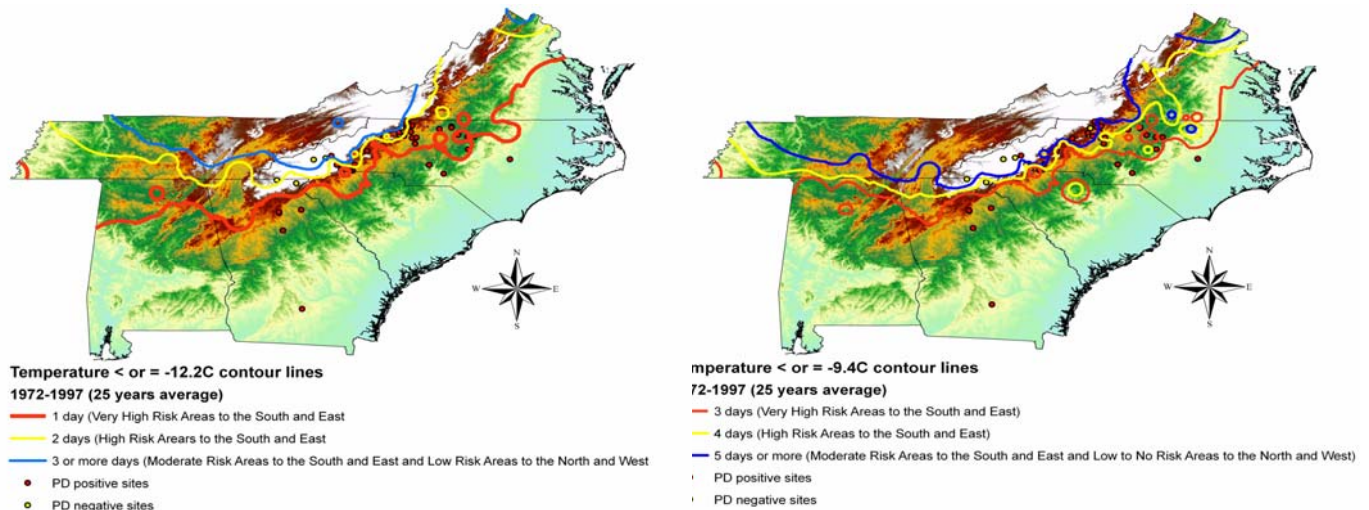 N
W E
S
Temperature < or = -12.2C contour lines
1972-1997 (25 years average)
1 day (Very High Risk Areas to the South and East
2 days (High Risk Arears to the South and East
3 or more days (Moderate Risk Areas to the South and East and Low Risk Areas to the North and West
PD positive sites
PD negative sites
N
W E
S
mperature < or = -9.4C contour lines
72-1997 (25 years average)
3 days (Very High Risk Areas to the South and East)
4 days (High Risk Areas to the South and East)
5 days or more (Moderate Risk Areas to the South and East and Low to No Risk Areas to the North and West)
PD positive sites
PD negative sites